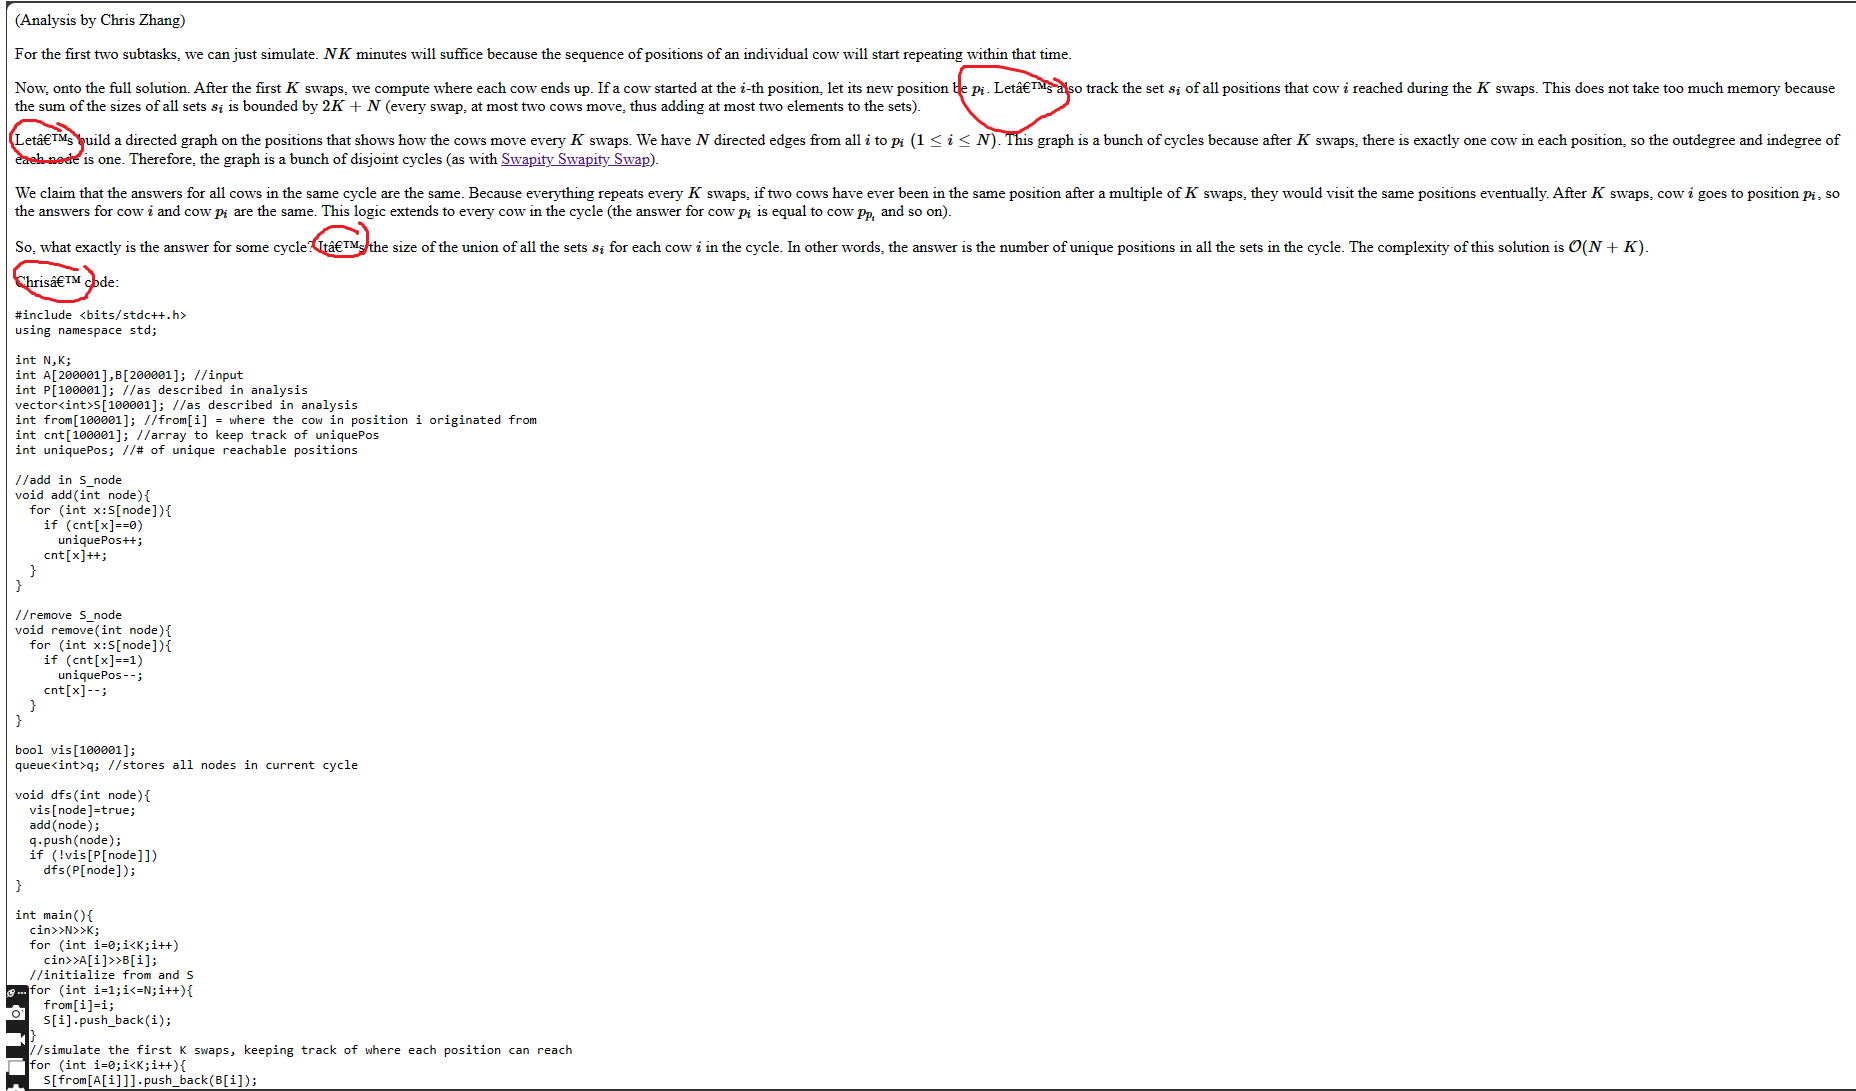 (Analysis by Chris Zhang)
For the first two subtasks, we can just simulate. NK minutes will suffice because the sequence of positions of an individual cow will start repeating within that time.
Now, onto the full solution. After the first K swaps, we compute where each cow ends up. If a cow started at the i-th position, let its new position be p_i. Letâ€™s also track the set s_i of all positions that cow i reached during the K swaps. This does not take too much memory because
the sum of the sizes of all sets s_i is bounded by 2K + N (every swap, at most two cows move, thus adding at most two elements to the sets).
Letâ€™s build a directed graph on the positions that shows how the cows move every K swaps. We have N directed edges from all i to p_i (1 ≤ i ≤ N). This graph is a bunch of cycles because after K swaps, there is exactly one cow in each position, so the outdegree and indegree of
each node is one. Therefore, the graph is a bunch of disjoint cycles (as with Swapity Swapity Swap).
We claim that the answers for all cows in the same cycle are the same. Because everything repeats every K swaps, if two cows have ever been in the same position after a multiple of K swaps, they would visit the same positions eventually. After K swaps, cow i goes to position p_i, so
the answers for cow i and cow p_i are the same. This logic extends to every cow in the cycle (the answer for cow p_i is equal to cow p_{p_i} and so on).
So, what exactly is the answer for some cycle? Itâ€™s the size of the union of all the sets s_i for each cow i in the cycle. In other words, the answer is the number of unique positions in all the sets in the cycle. The complexity of this solution is O(N + K).
Chrisâ€™ code:
#include <bits/stdc++.h>
using namespace std;
int N,K;
int A[200001],B[200001]; //input
int P[100001]; //as described in analysis
vector<int>S[100001]; //as described in analysis
int from[100001]; //from[i] = where the cow in position i originated from
int cnt[100001]; //array to keep track of uniquePos
int uniquePos; //# of unique reachable positions
//add in S_node
void add(int node){
  for (int x:S[node]){
    if (cnt[x]==0)
      uniquePos++;
    cnt[x]++;
  }
}
//remove S_node
void remove(int node){
  for (int x:S[node]){
    if (cnt[x]==1)
      uniquePos--;
    cnt[x]--;
  }
}
bool vis[100001];
queue<int>q; //stores all nodes in current cycle
void dfs(int node){
  vis[node]=true;
  add(node);
  q.push(node);
  if (!vis[P[node]])
    dfs(P[node]);
}
int main(){
  cin>>N>>K;
  for (int i=0;i<K;i++)
    cin>>A[i]>>B[i];
  //initialize from and S
  for (int i=1;i<=N;i++){
    from[i]=i;
    S[i].push_back(i);
  }
  //simulate the first K swaps, keeping track of where each position can reach
  for (int i=0;i<K;i++){
    S[from[A[i]]].push_back(B[i]);